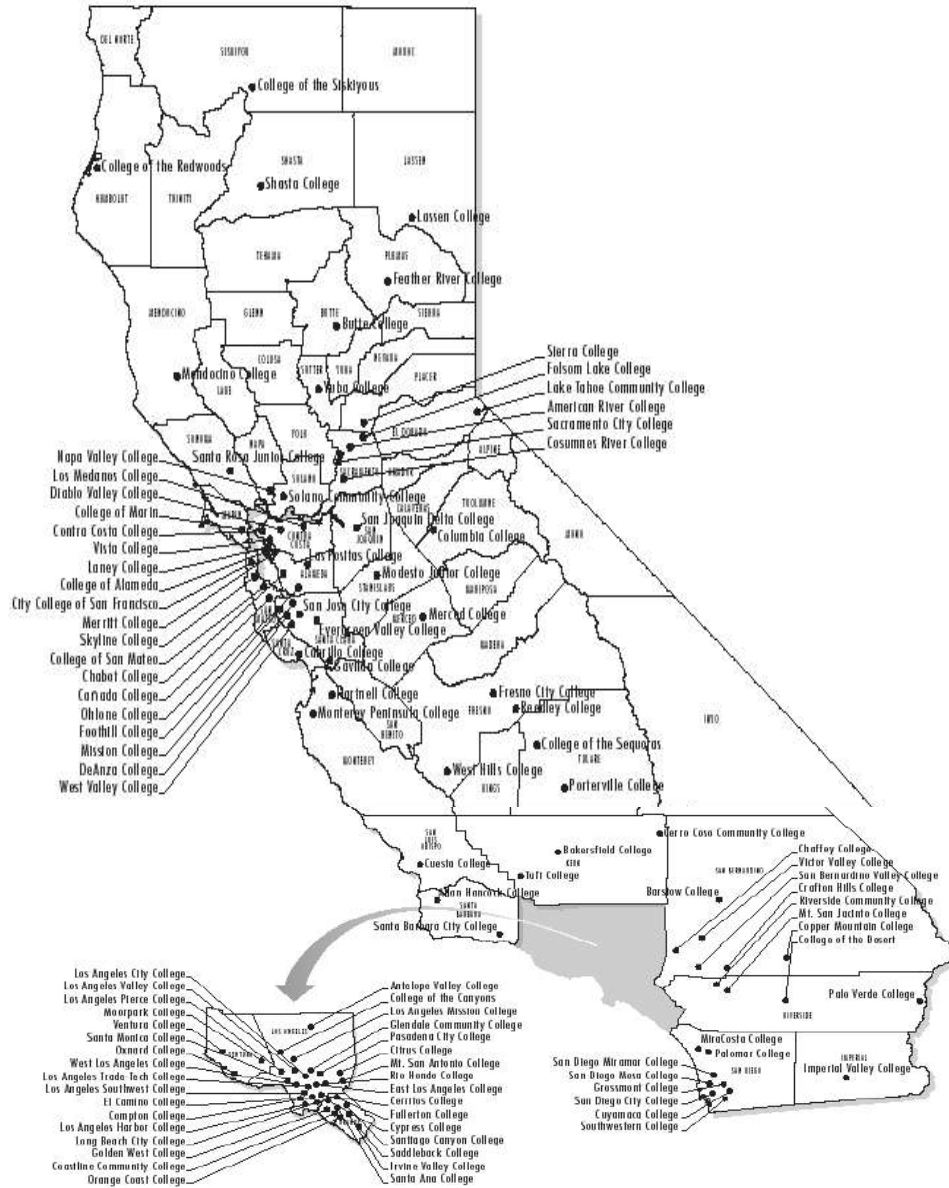 DEL NORTE
SISKIYOU
MODOC
College of the Siskiyous
SHASTA
LASSEN
College of the Redwoods
Shasta College
HUMBOLDT
TRINITY
Lassen College
TEHAMA
PLUMAS
Feather River College
MENDOCINO
GLENN
BUTTE
SIERRA
Butte College
COLUSA
NEVADA
Sierra College
Folsom Lake College
Mendocino College
SUTTER
YUBA
PLACER
LAKE
Yuba College
Lake Tahoe Community College
American River College
Sacramento City College
Cosumnes River College
SONOMA
NAPA
YOLO
EL DORADO
ALPINE
Santa Rosa Junior College
SACRAMENTO
AMADOR
SOLANO
Napa Valley College
Los Medanos College
Diablo Valley College
College of Marin
Contra Costa College
Vista College
Laney College
College of Alameda
City College of San Francisco
Merritt College
Skyline College
College of San Mateo
Chabot College
Cañada College
Ohlone College
Foothill College
Mission College
DeAnza College
West Valley College
Solano Community College
MARIN
CALAVERAS
TUOLUMNE
San Joaquin Delta College
SAN
JOAQUIN
Columbia College
MONO
CONTRA
COSTA
Las Positas College
ALAMEDA
Modesto Junior College
STANISLAUS
MARIPOSA
San Jose City College
MERCED
Merced College
Evergreen Valley College
SANTA CLARA
MADERA
SANTA
CRUZ
Cabrillo College
Gavilan College
Hartnell College
Fresno City College
Monterey Peninsula College
FRESNO
Reedley College
INYO
SAN
BENITO
College of the Sequoias
MONTEREY
TULARE
West Hills College
KINGS
Porterville College
SAN
LUIS
OBISPO
Cerro Coso Community College
Bakersfield College
KERN
Cuesta College
Taft College
SAN BERNARDINO
Chaffey College
Victor Valley College
San Bernardino Valley College
Crafton Hills College
Riverside Community College
Mt. San Jacinto College
Copper Mountain College
College of the Desert
Allan Hancock College
Barstow College
SANTA
BARBARA
Santa Barbara City College
Palo Verde College
RIVERSIDE
MiraCosta College
Palomar College
SAN DIEGO
IMPERIAL
Imperial Valley College
San Diego Miramar College
San Diego Mesa College
Grossmont College
San Diego City College
Cuyamaca College
Southwestern College
Los Angeles City College
Los Angeles Valley College
Los Angeles Pierce College
Moorpark College
Ventura College
Santa Monica College
Oxnard College
West Los Angeles College
Los Angeles Trade Tech College
Los Angeles Southwest College
El Camino College
Compton College
Los Angeles Harbor College
Long Beach City College
Golden West College
Coastline Community College
Orange Coast College
LOS ANGELES
VENTURA
Antelope Valley College
College of the Canyons
Los Angeles Mission College
Glendale Community College
Pasadena City College
Citrus College
Mt. San Antonio College
Rio Hondo College
East Los Angeles College
Cerritos College
Fullerton College
Cypress College
Santiago Canyon College
Saddleback College
Irvine Valley College
Santa Ana College